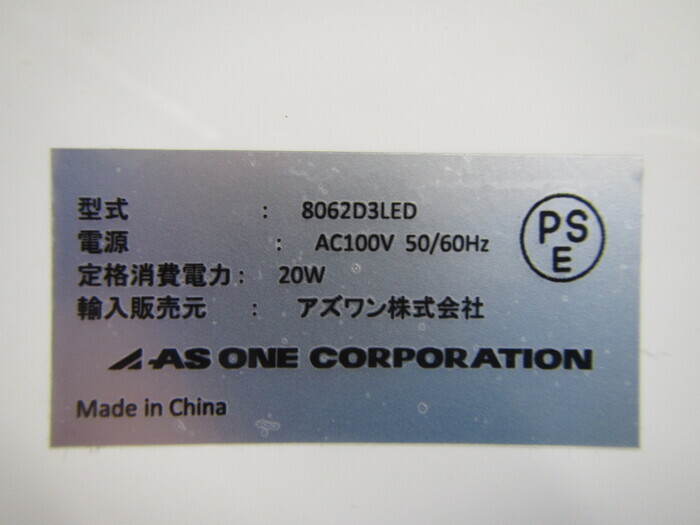 型式 : 8062D3LED
電源 : AC100V 50/60Hz
定格消費電力 : 20W
輸入販売元 : アズワン株式会社
PS
E
AS ONE CORPORATION
Made in China